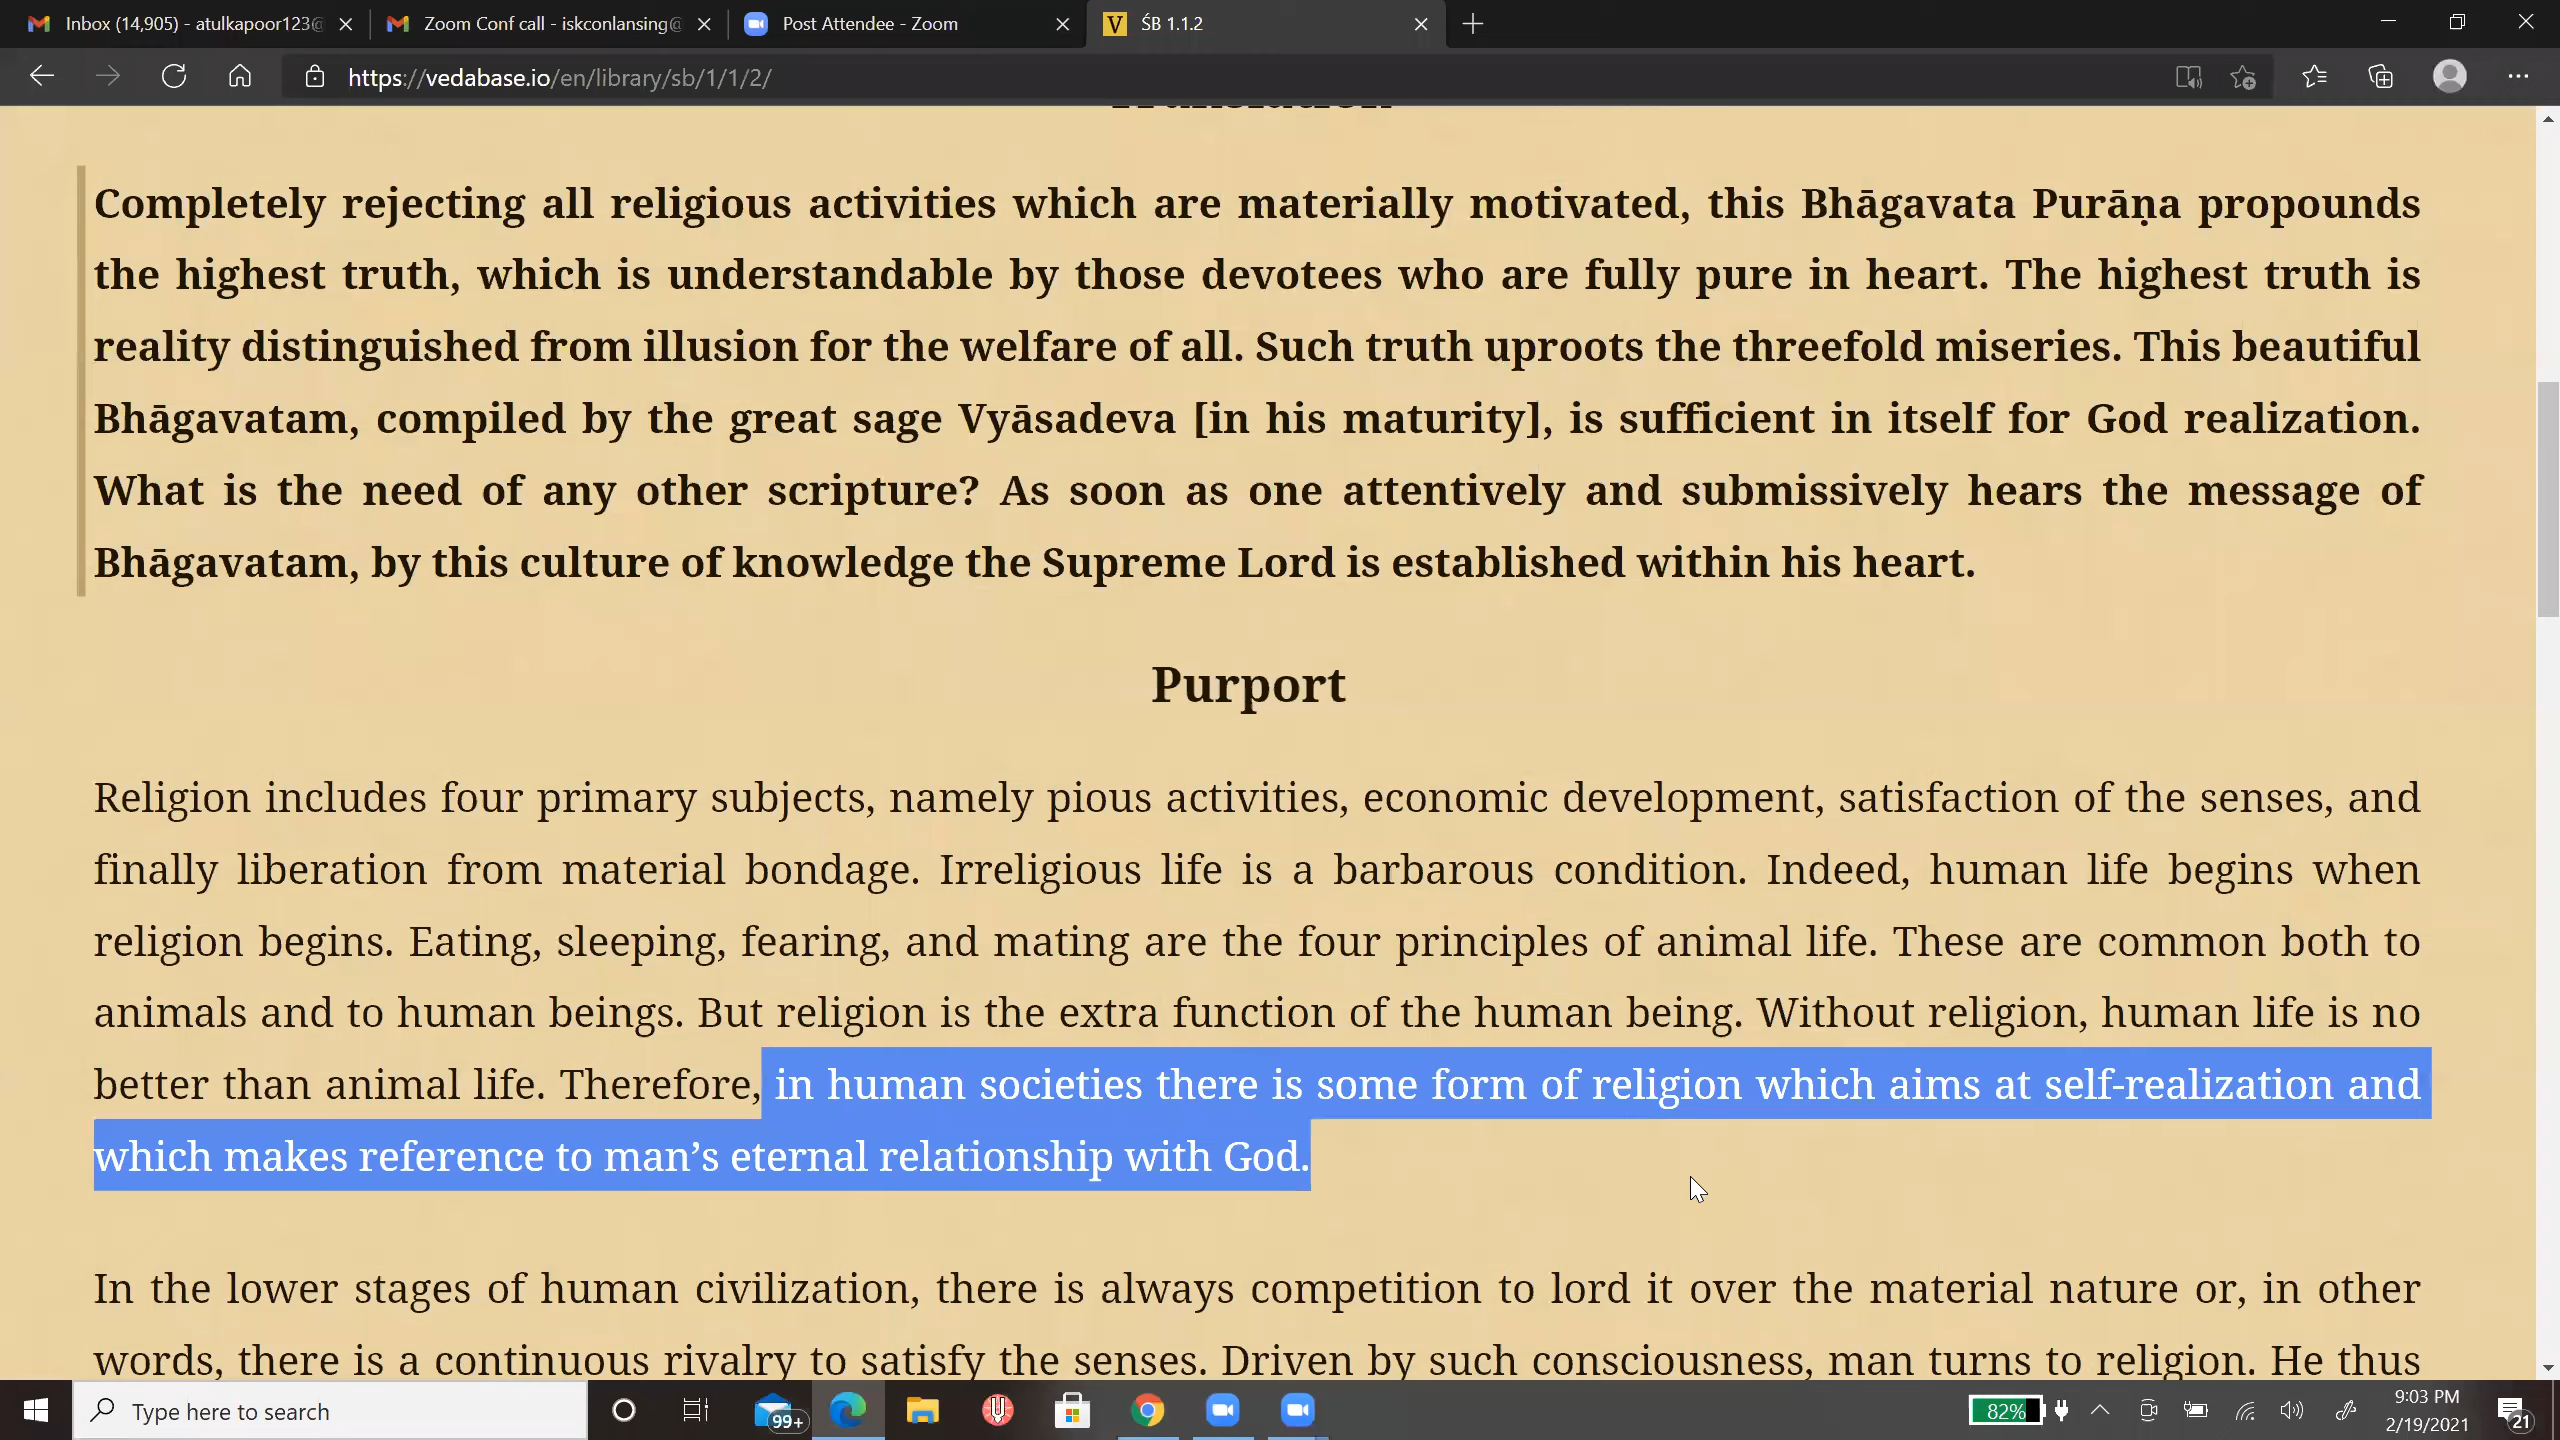 Inbox (14,905) - atulkapoor123@
Zoom Conf call - iskconlansing@
Post Attendee - Zoom
V
ŚB 1.1.2
https://vedabase.io/en/library/sb/1/1/2/
Translation
Completely rejecting all religious activities which are materially motivated, this Bhāgavata Purāṇa propounds
the highest truth, which is understandable by those devotees who are fully pure in heart. The highest truth is
reality distinguished from illusion for the welfare of all. Such truth uproots the threefold miseries. This beautiful
Bhāgavatam, compiled by the great sage Vyāsadeva [in his maturity], is sufficient in itself for God realization.
What is the need of any other scripture? As soon as one attentively and submissively hears the message of
Bhāgavatam, by this culture of knowledge the Supreme Lord is established within his heart.
Purport
Religion includes four primary subjects, namely pious activities, economic development, satisfaction of the senses, and
finally liberation from material bondage. Irreligious life is a barbarous condition. Indeed, human life begins when
religion begins. Eating, sleeping, fearing, and mating are the four principles of animal life. These are common both to
animals and to human beings. But religion is the extra function of the human being. Without religion, human life is no
better than animal life. Therefore, in human societies there is some form of religion which aims at self-realization and
which makes reference to man’s eternal relationship with God.
In the lower stages of human civilization, there is always competition to lord it over the material nature or, in other
words, there is a continuous rivalry to satisfy the senses. Driven by such consciousness, man turns to religion. He thus
Type here to search
99+
82%
9:03 PM
2/19/2021
21